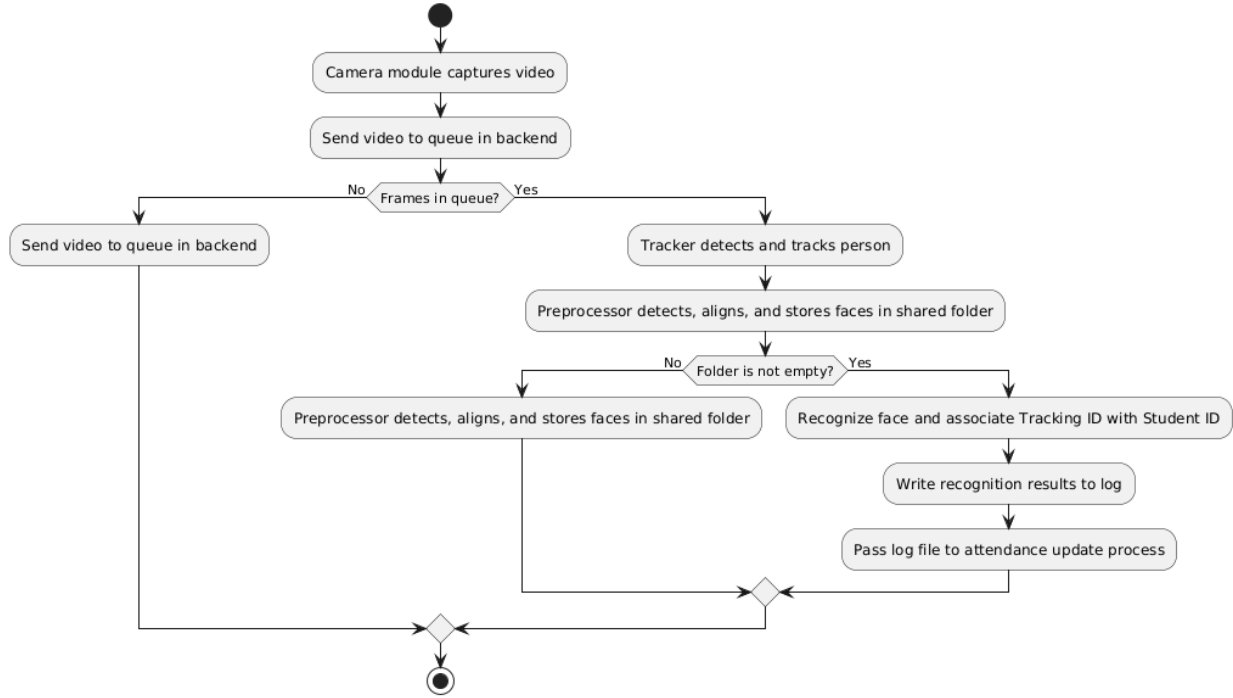 Camera module captures video
Send video to queue in backend
No
Frames in queue?
Yes
Send video to queue in backend
Tracker detects and tracks person
Preprocessor detects, aligns, and stores faces in shared folder
No
Folder is not empty?
Yes
Preprocessor detects, aligns, and stores faces in shared folder
Recognize face and associate Tracking ID with Student ID
Write recognition results to log
Pass log file to attendance update process